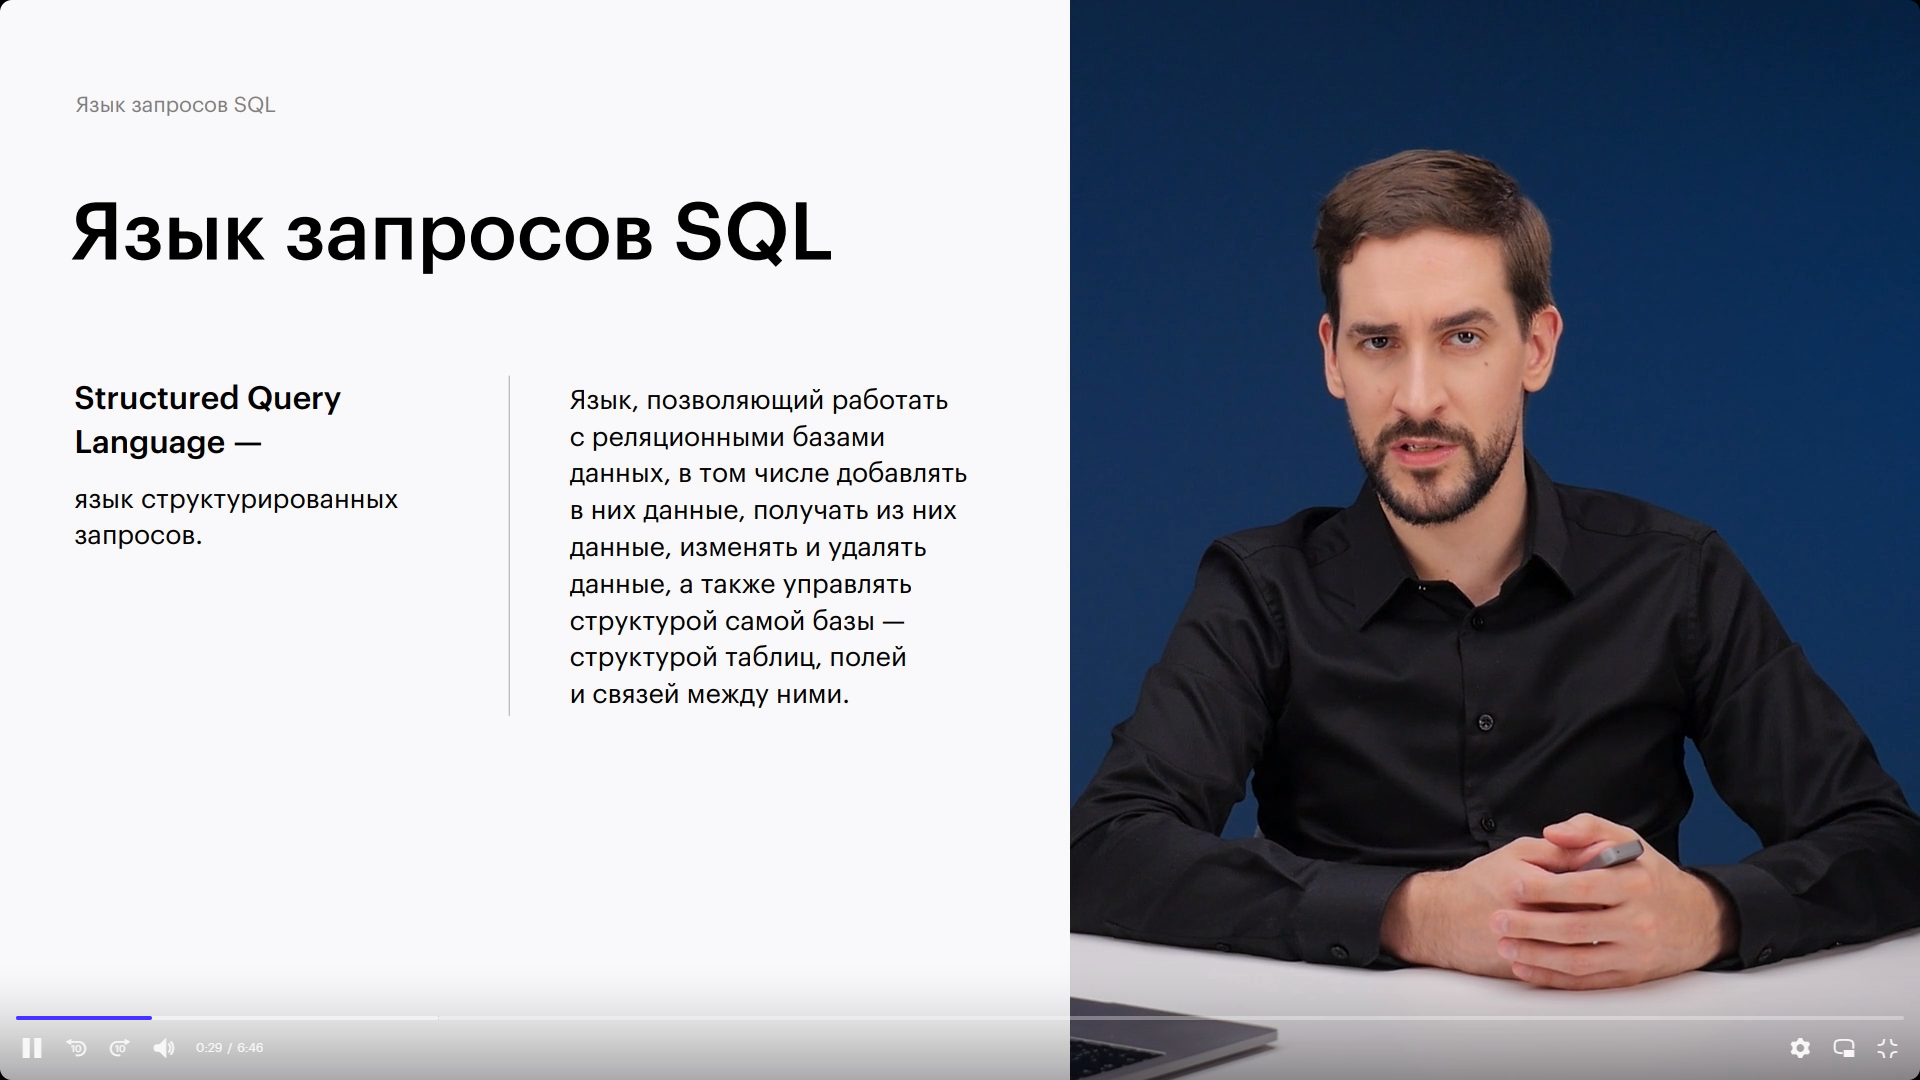 Язык запросов SQL
Язык запросов SQL
Structured Query
Language —
язык структурированных
запросов.
Язык, позволяющий работать
с реляционными базами
данных, в том числе добавлять
в них данные, получать из них
данные, изменять и удалять
данные, а также управлять
структурой самой базы —
структурой таблиц, полей
и связей между ними.
10
10
0:29 / 6:46